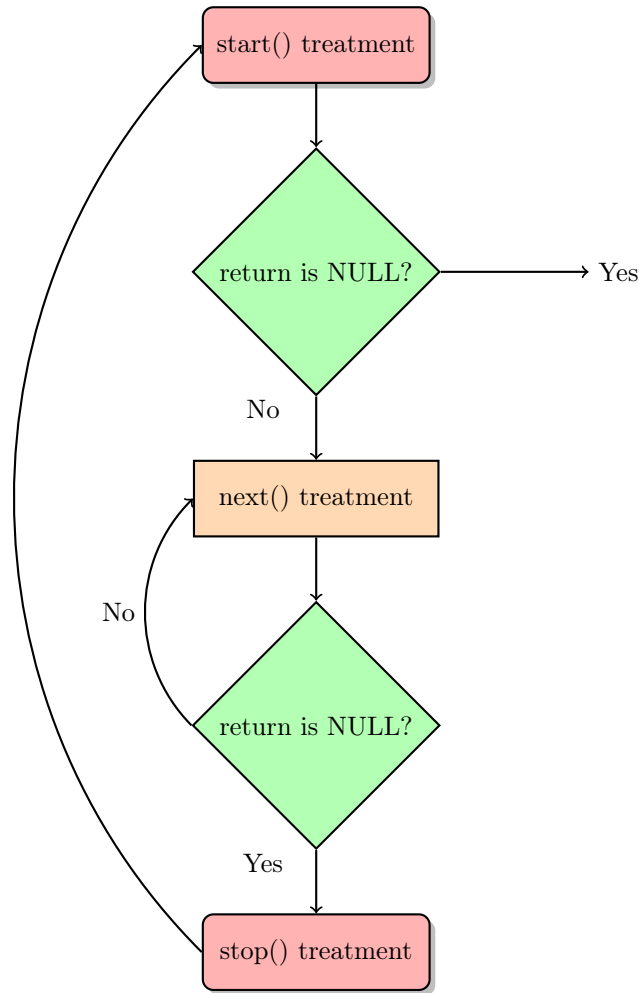 start() treatment
return is NULL?
Yes
No
next() treatment
No
return is NULL?
Yes
stop() treatment